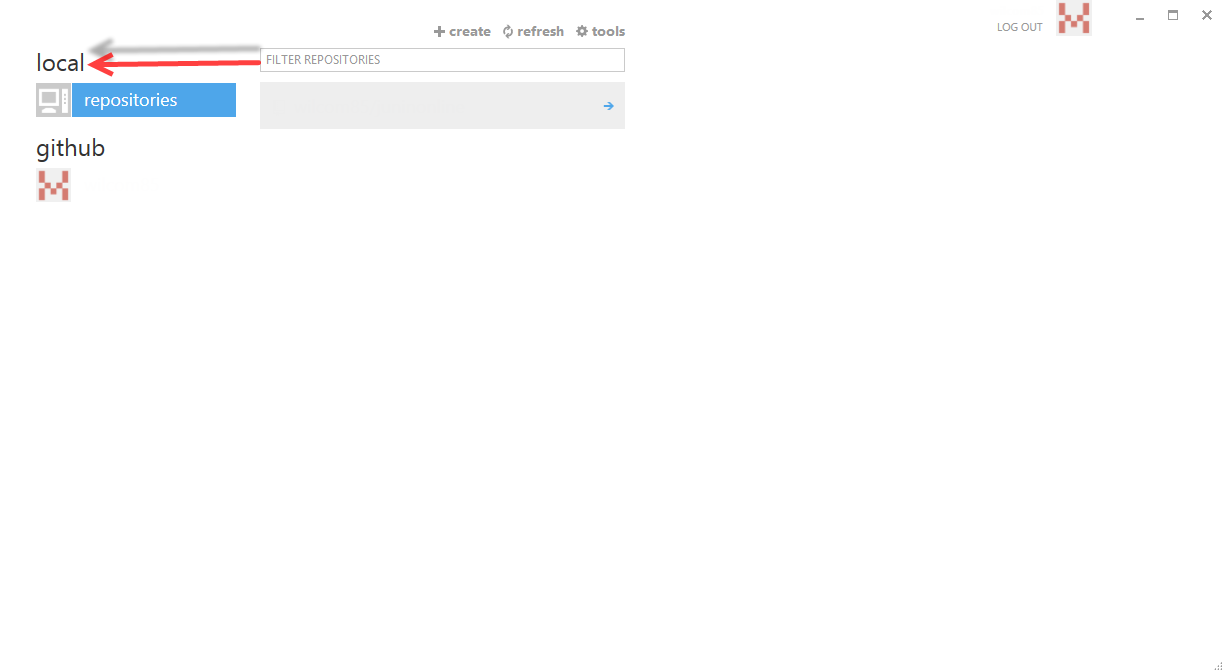 LOG OUT
create refresh tools
local
FILTER REPOSITORIES
repositories
github